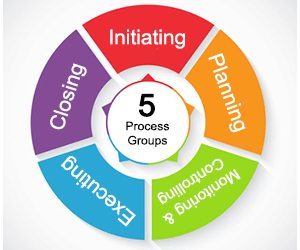 Initiating
Planning
Monitoring &
Controlling
Executing
Closing
5
Process
Groups